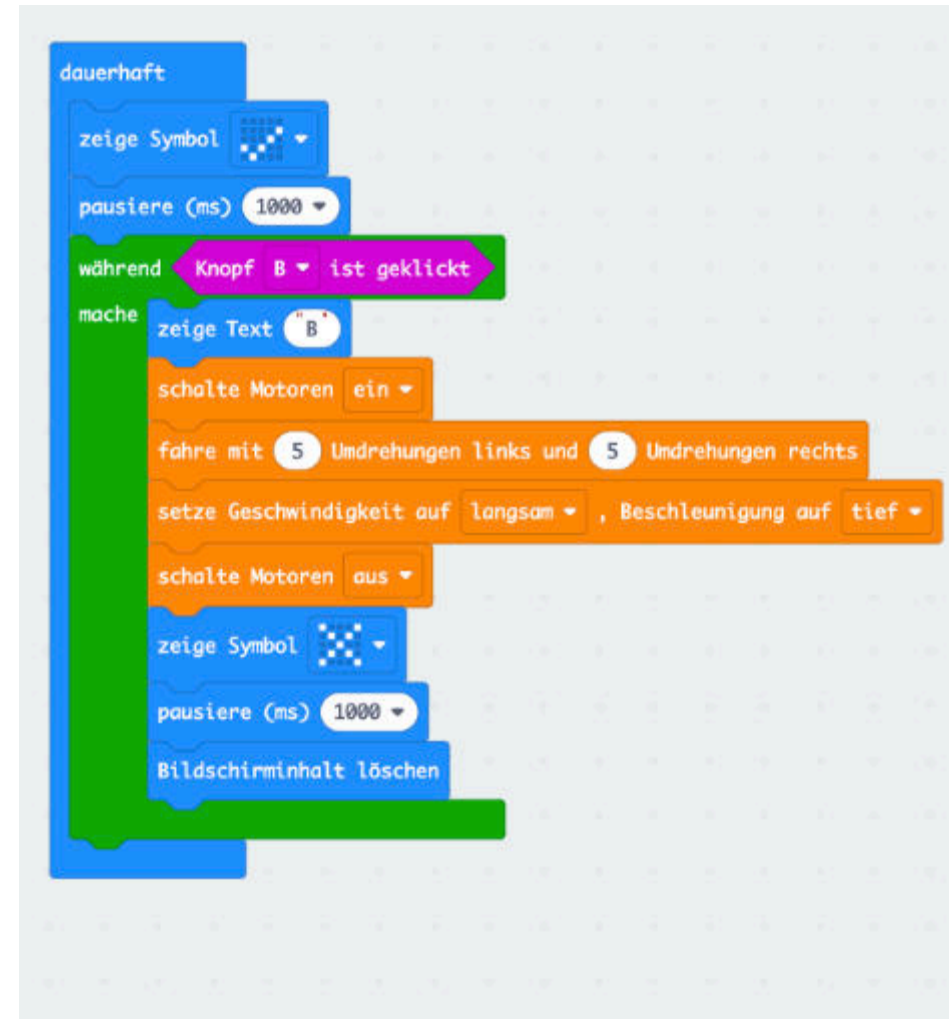 dauerhaft
zeige Symbol
pausiere (ms) 1000
während Knopf B ist geklickt
mache
zeige Text "B"
schalte Motoren ein
fahre mit 5 Umdrehungen links und 5 Umdrehungen rechts
setze Geschwindigkeit auf langsam , Beschleunigung auf tief
schalte Motoren aus
zeige Symbol
pausiere (ms) 1000
Bildschirminhalt löschen